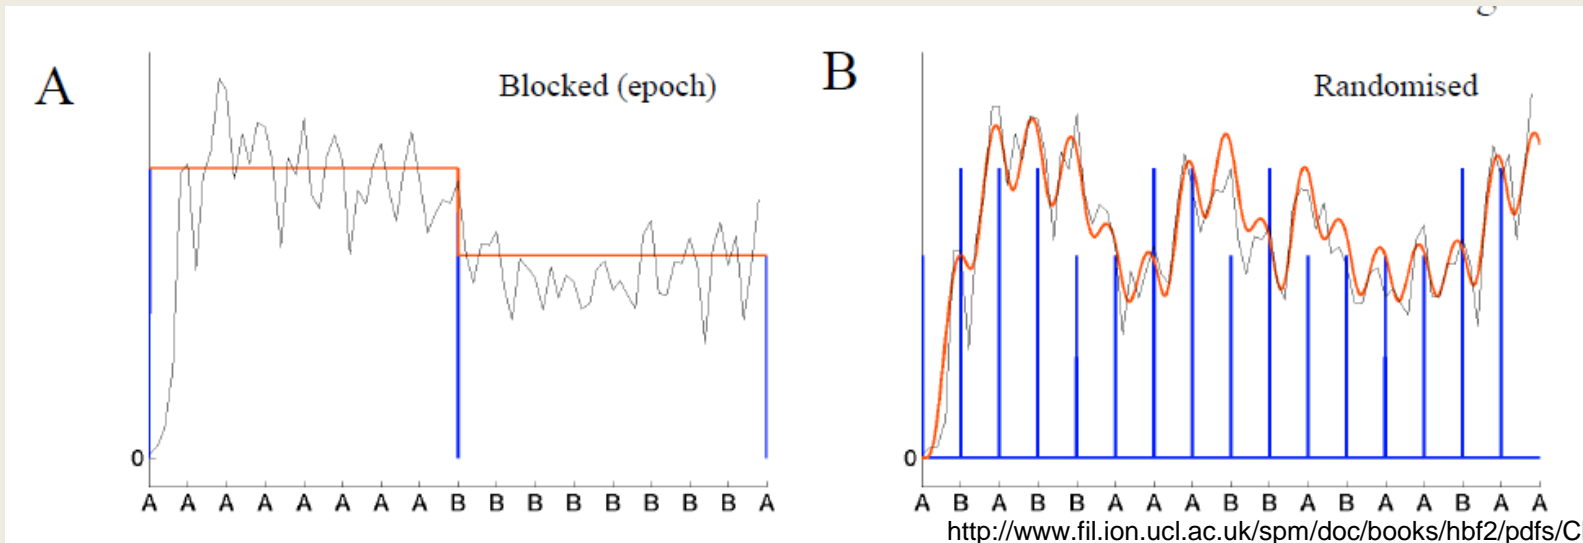 A
Blocked (epoch)
0
A A A A A A A A B B B B B B B B A
B
Randomised
0
A B A B B A A A B B A B A A B A A
http://www.fil.ion.ucl.ac.uk/spm/doc/books/hbf2/pdfs/C